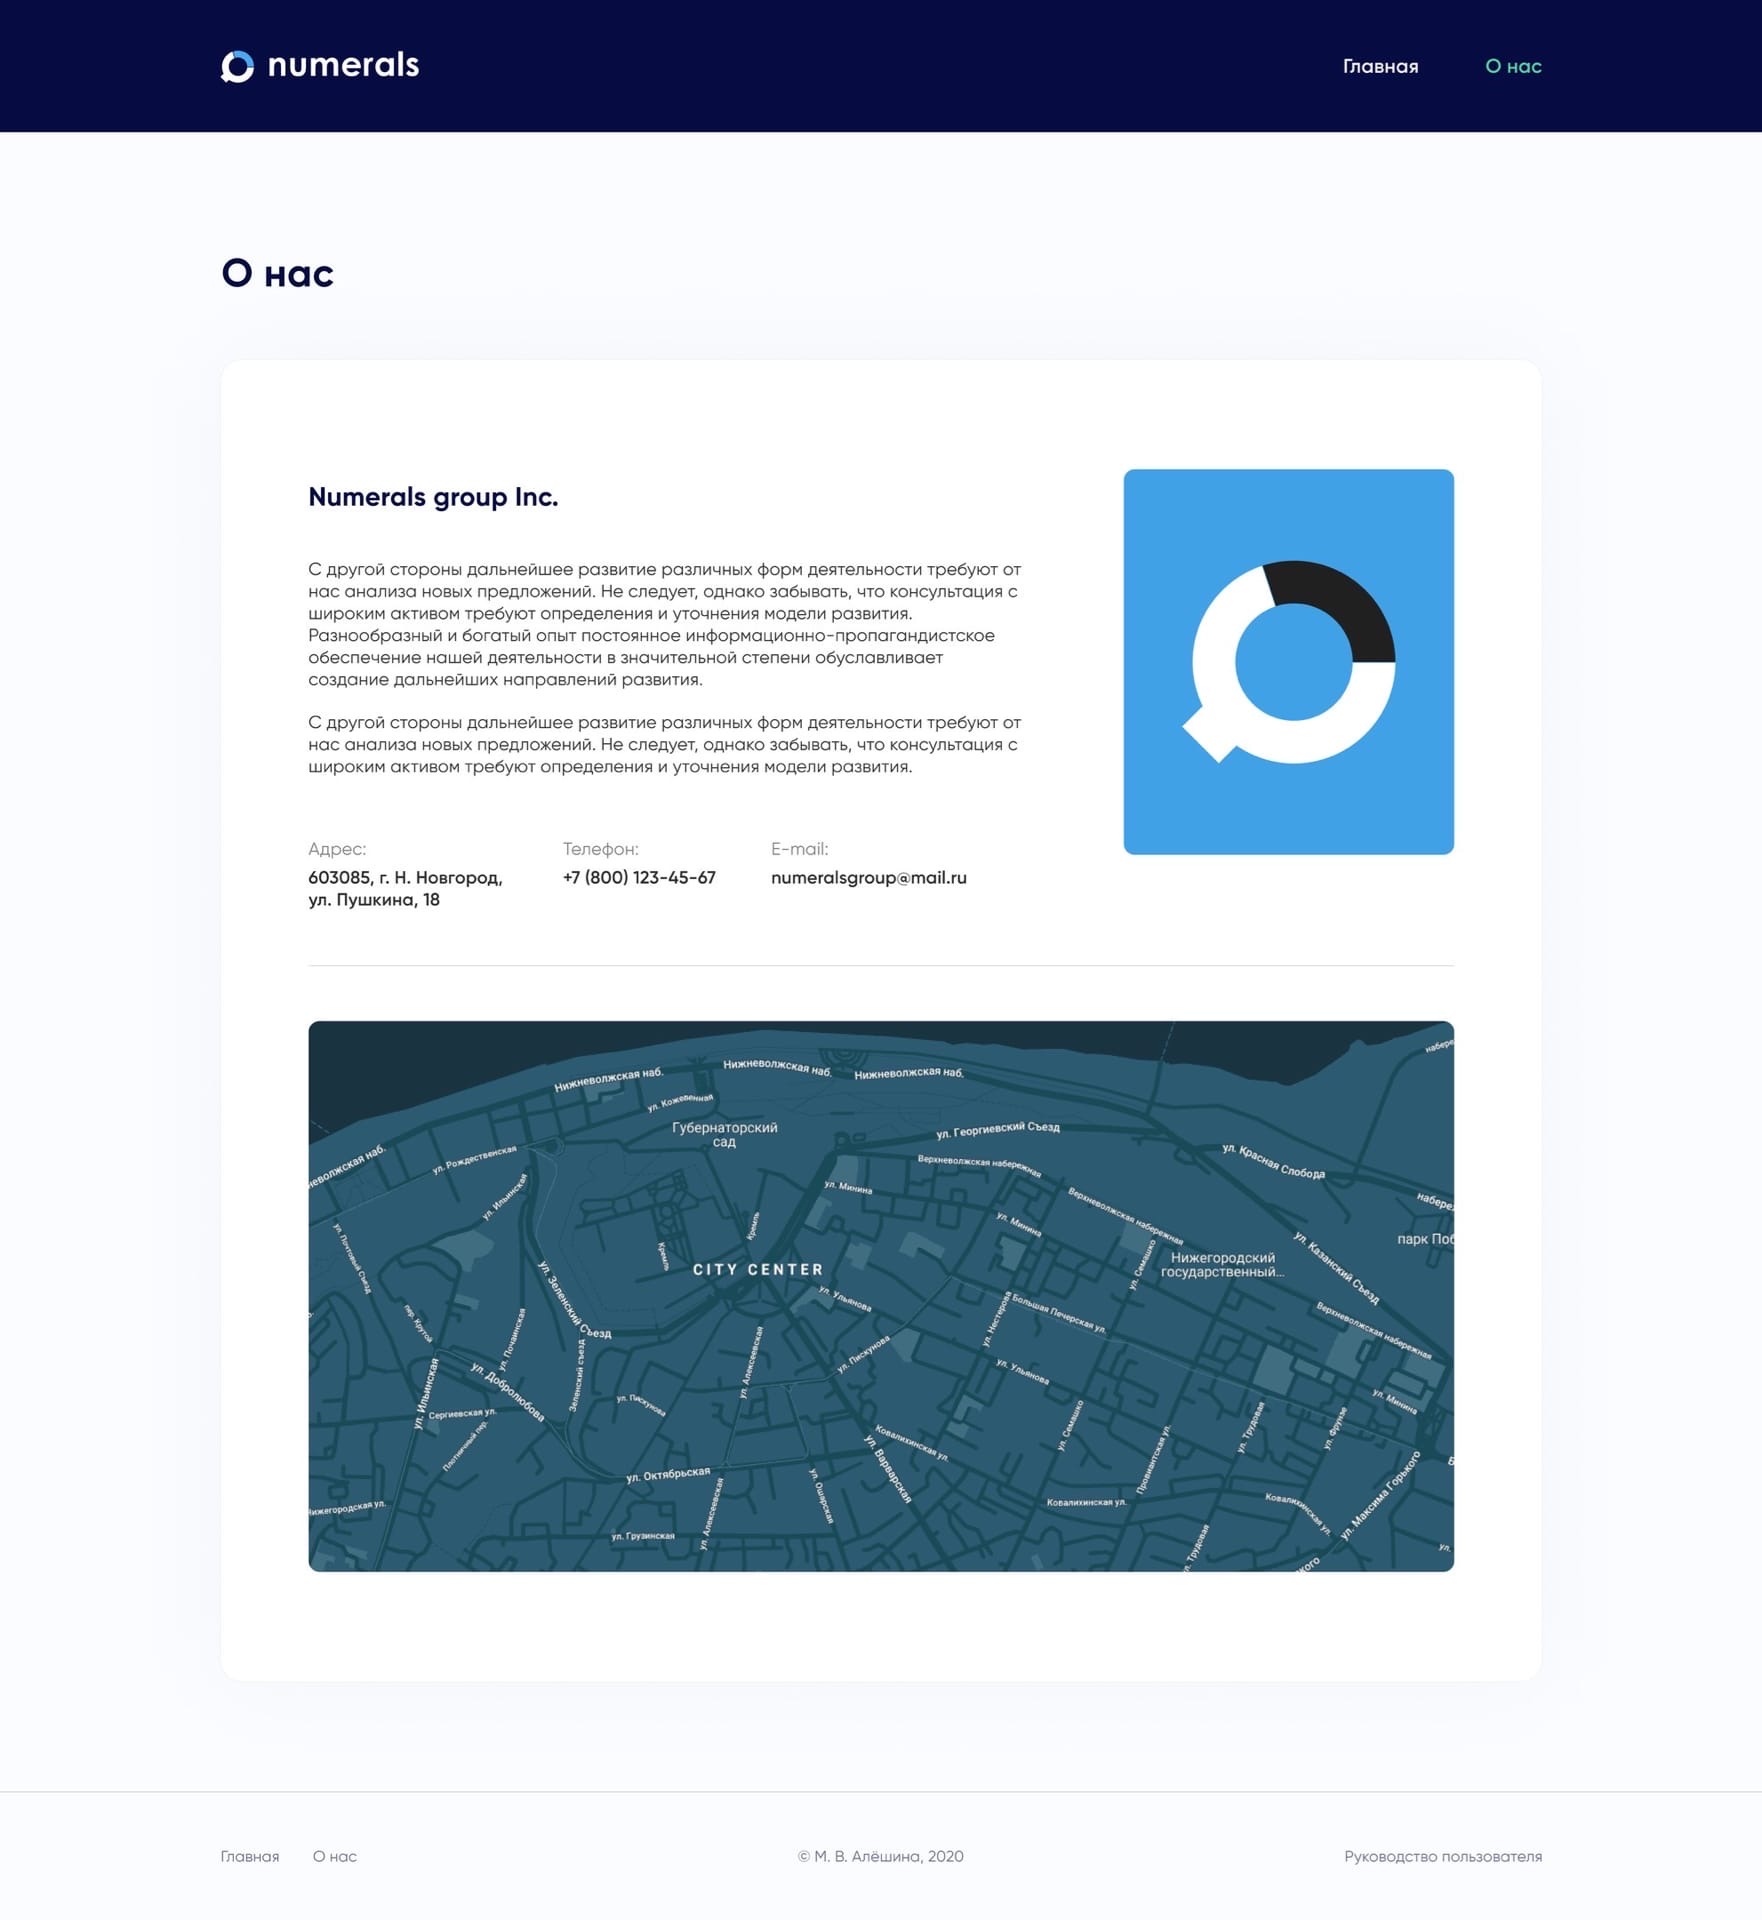 numerals
Главная
О нас
О нас
Numerals group Inc.
С другой стороны дальнейшее развитие различных форм деятельности требуют от
нас анализа новых предложений. Не следует, однако забывать, что консультация с
широким активом требуют определения и уточнения модели развития.
Разнообразный и богатый опыт постоянное информационно-пропагандистское
обеспечение нашей деятельности в значительной степени обуславливает
создание дальнейших направлений развития.
С другой стороны дальнейшее развитие различных форм деятельности требуют от
нас анализа новых предложений. Не следует, однако забывать, что консультация с
широким активом требуют определения и уточнения модели развития.
Адрес:
603085, г. Н. Новгород,
ул. Пушкина, 18
Телефон:
+7 (800) 123-45-67
E-mail:
numeralsgroup@mail.ru
набере
Нижневолжская наб.
Нижневолжская наб.
Нижневолжская наб.
ул. Кожевенная
Губернаторский
сад
ул. Георгиевский Съезд
ул. Красная Слобода
неволжская наб.
ул. Рождественская
Верхневолжская набережная
ул. Ильинская
ул. Минина
Верхневолжская набережная
набере
ул. Минина
Кремль
Кремль
ул. Почтовый Съезд
парк Поб
CITY CENTER
Нижегородский
государственный...
ул. Семашко
ул. Казанский Съезд
ул. Зеленский Съезд
ул. Ульянова
Большая Печерская ул.
ул. Нестерова
Верхневолжская набережная
пер. Крутой
ул. Почаинская
ул. Пискунова
ул. Алексеевская
Зеленский съезд
ул. Добролюбова
ул. Ильинская
ул. Ульянова
ул. Минина
ул. Пискунова
Сергиевская ул.
Плотничный пер.
ул. Семашко
Ковалихинская ул.
ул. Варварская
Провиантская ул.
ул. Трудовая
ул. Фрунзе
ул. Октябрьская
ул. Ошарская
ул. Алексеевская
Б
ул. Максима Горького
Ковалихинская ул.
Ковалихинская ул.
Нижегородская ул.
ул. Грузинская
ул. Трудовая
ького
ул.
Главная
О нас
© М. В. Алёшина, 2020
Руководство пользователя